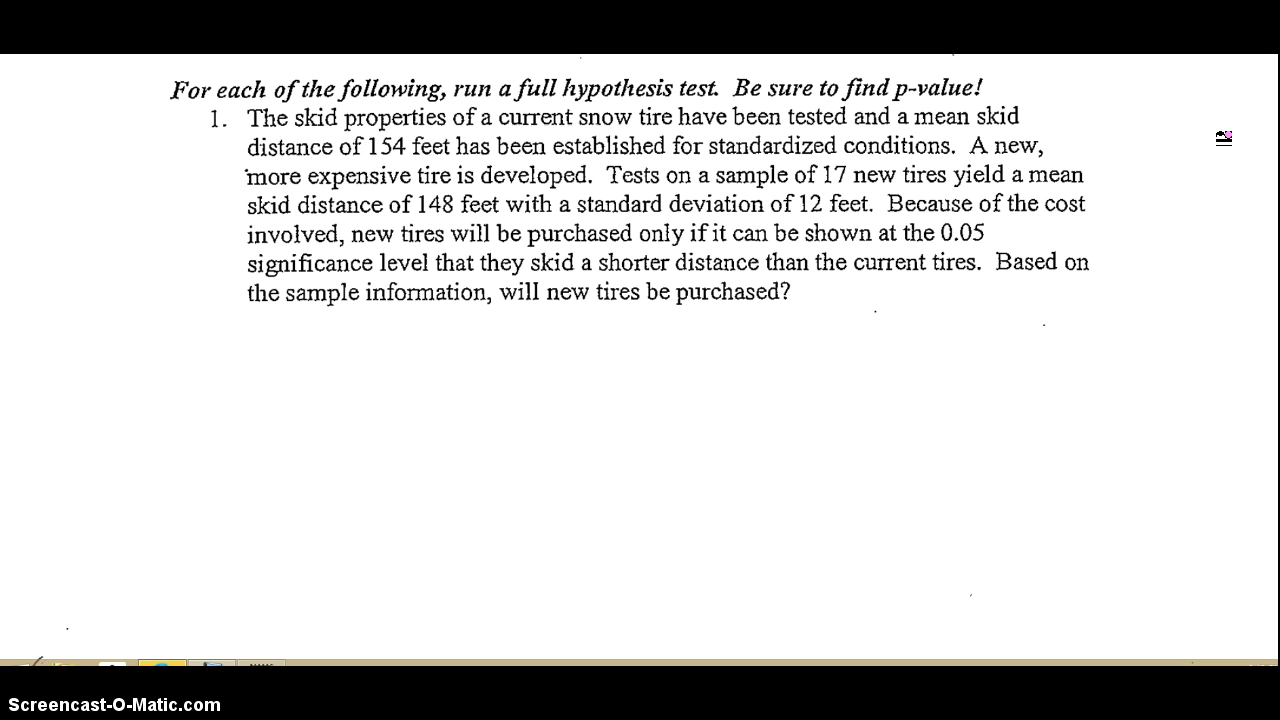 For each of the following, run a full hypothesis test. Be sure to find p-value!
1. The skid properties of a current snow tire have been tested and a mean skid
distance of 154 feet has been established for standardized conditions. A new,
more expensive tire is developed. Tests on a sample of 17 new tires yield a mean
skid distance of 148 feet with a standard deviation of 12 feet. Because of the cost
involved, new tires will be purchased only if it can be shown at the 0.05
significance level that they skid a shorter distance than the current tires. Based on
the sample information, will new tires be purchased?
Screencast-O-Matic.com